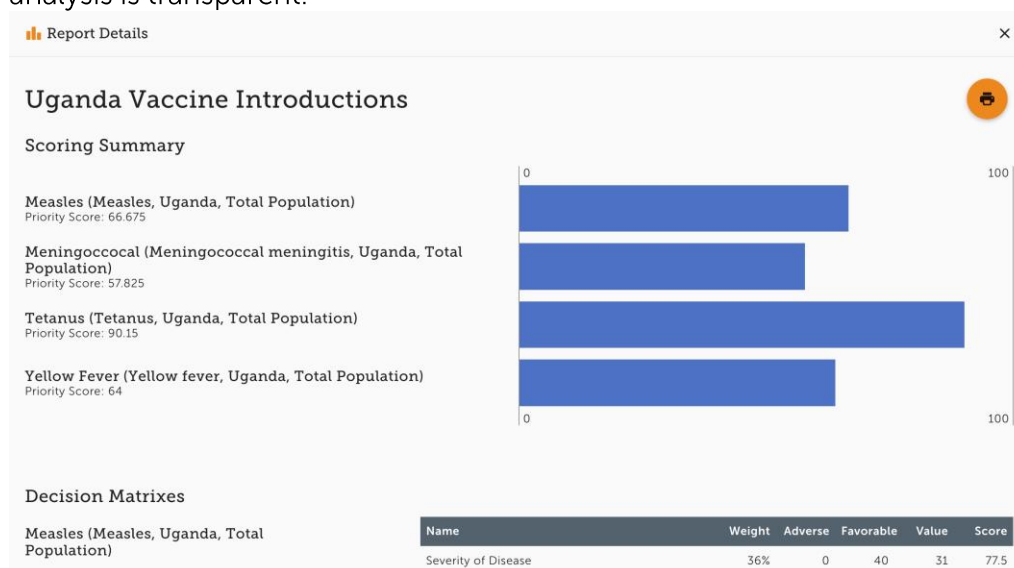 analysis is transparent.
Report Details
Uganda Vaccine Introductions
Scoring Summary
0 100
Measles (Measles, Uganda, Total Population)
Priority Score: 66.675
Meningoccocal (Meningococcal meningitis, Uganda, Total
Population)
Priority Score: 57.825
Tetanus (Tetanus, Uganda, Total Population)
Priority Score: 90.15
Yellow Fever (Yellow fever, Uganda, Total Population)
Priority Score: 64
0 100
Decision Matrixes
Measles (Measles, Uganda, Total
Population)
Name Weight Adverse Favorable Value Score
Severity of Disease 36% 0 40 31 77.5